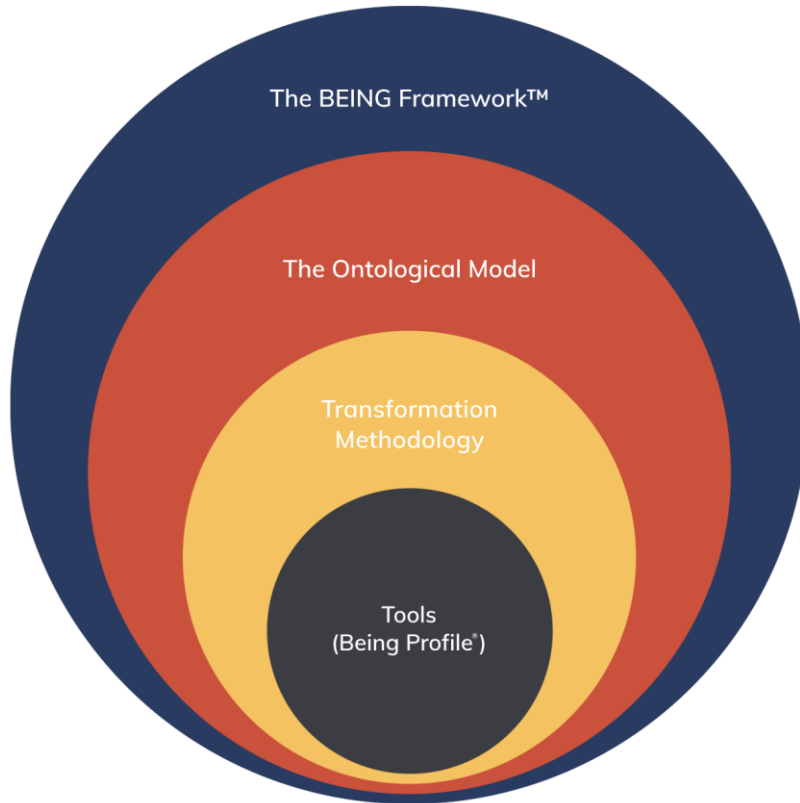 The BEING Framework™
The Ontological Model
Transformation
Methodology
Tools
(Being Profile®)